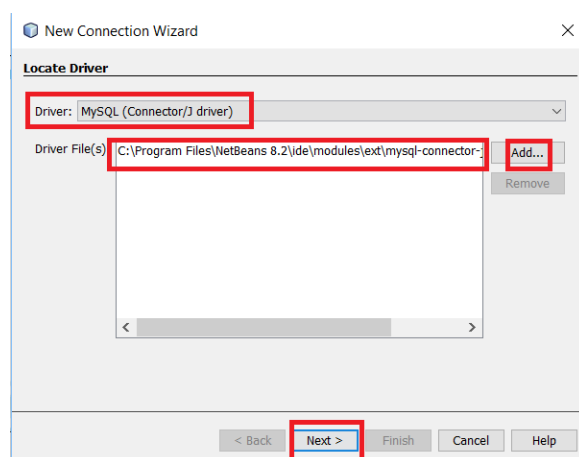 New Connection Wizard
Locate Driver
Driver: MySQL (Connector/J driver)
Driver File(s)
C:\Program Files\NetBeans 8.2\ide\modules\ext\mysql-connector-j
Add...
Remove
< Back Next > Finish Cancel Help